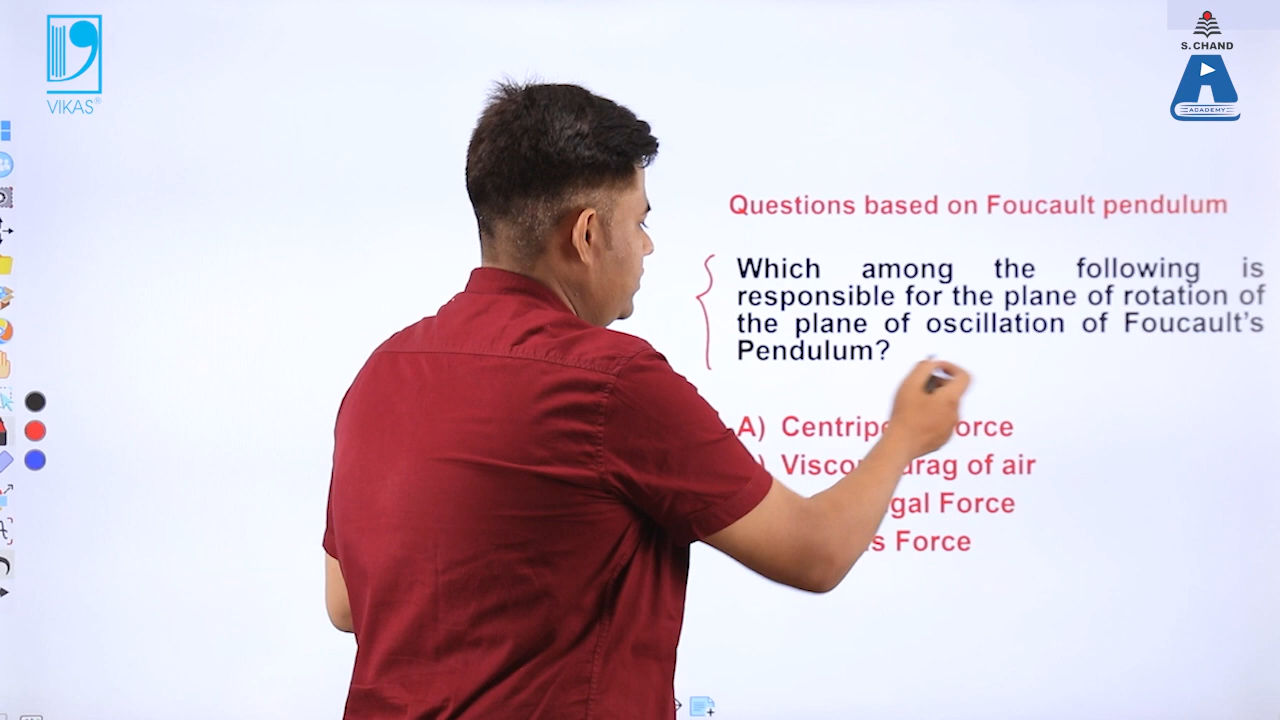 VIKAS®
S. CHAND
ACADEMY
Questions based on Foucault pendulum
Which among the following is
responsible for the plane of rotation of
the plane of oscillation of Foucault's
Pendulum?
A) Centripe orce
) Visco drag of air
gal Force
s Force